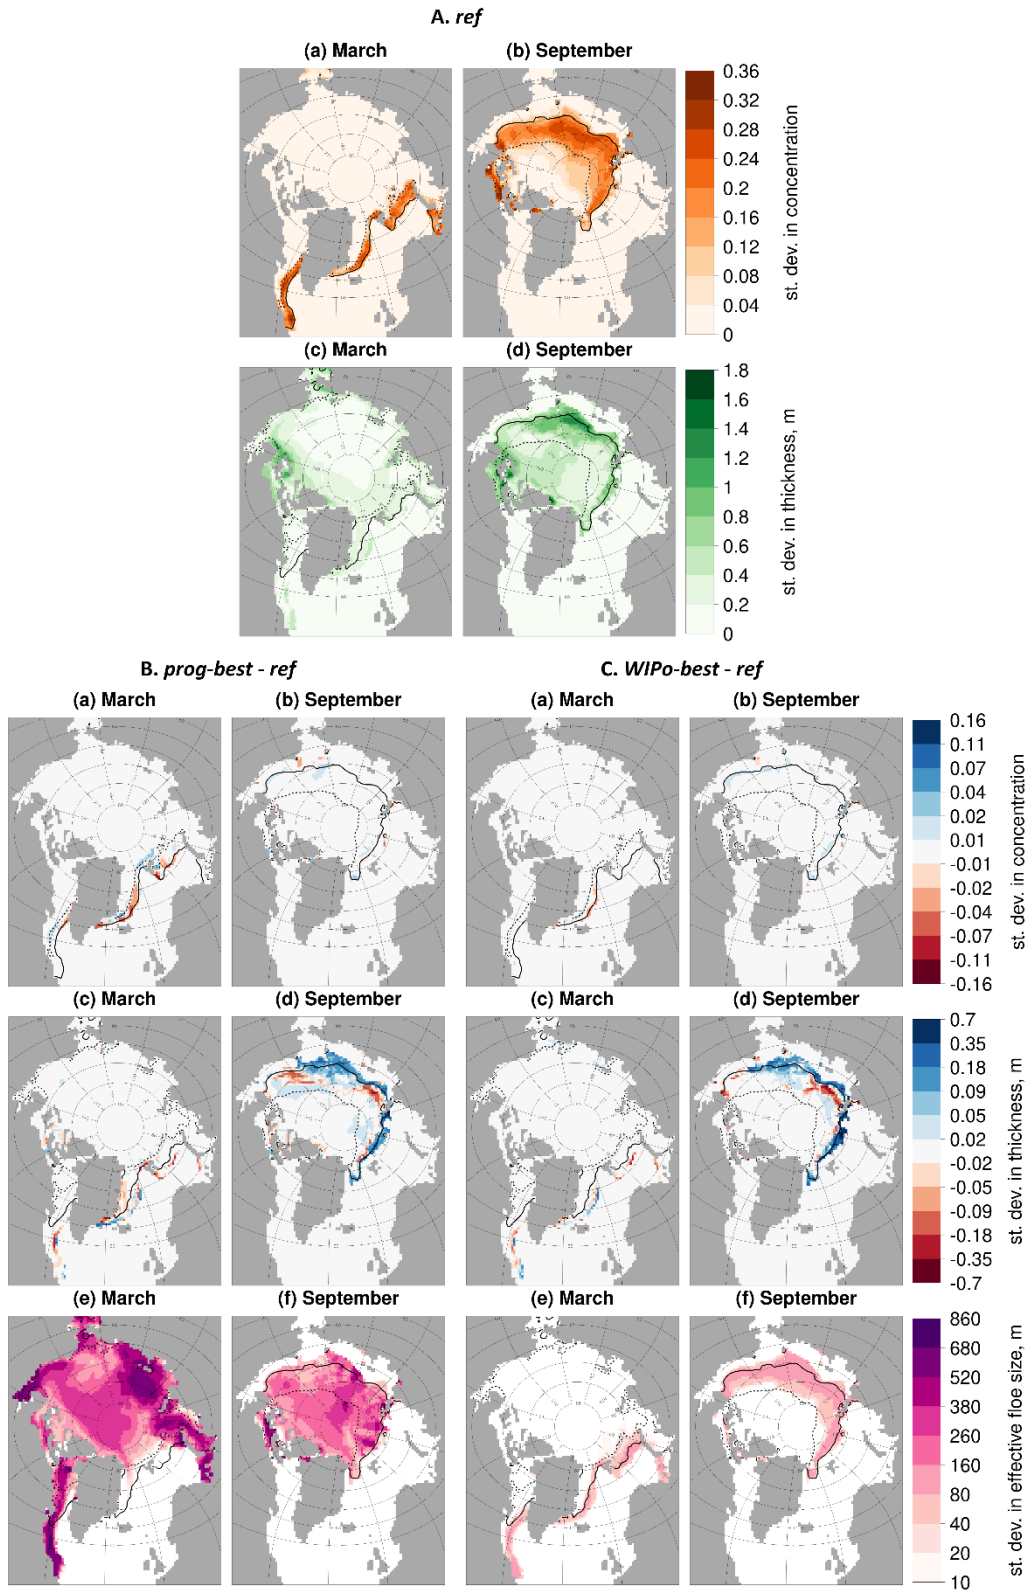 A. ref
(a) March
(b) September
0.36
0.32
0.28
0.24
0.2
0.16
0.12
0.08
0.04
0
st. dev. in concentration
(c) March
(d) September
1.8
1.6
1.4
1.2
1
0.8
0.6
0.4
0.2
0
st. dev. in thickness, m
B. prog-best - ref
C. WIPo-best - ref
(a) March
(b) September
(a) March
(b) September
0.16
0.11
0.07
0.04
0.02
0.01
-0.01
-0.02
-0.04
-0.07
-0.11
-0.16
st. dev. in concentration
(c) March
(d) September
(c) March
(d) September
0.7
0.35
0.18
0.09
0.05
0.02
-0.02
-0.05
-0.09
-0.18
-0.35
-0.7
st. dev. in thickness, m
(e) March
(f) September
(e) March
(f) September
860
680
520
380
260
160
80
40
20
10
st. dev. in effective floe size, m